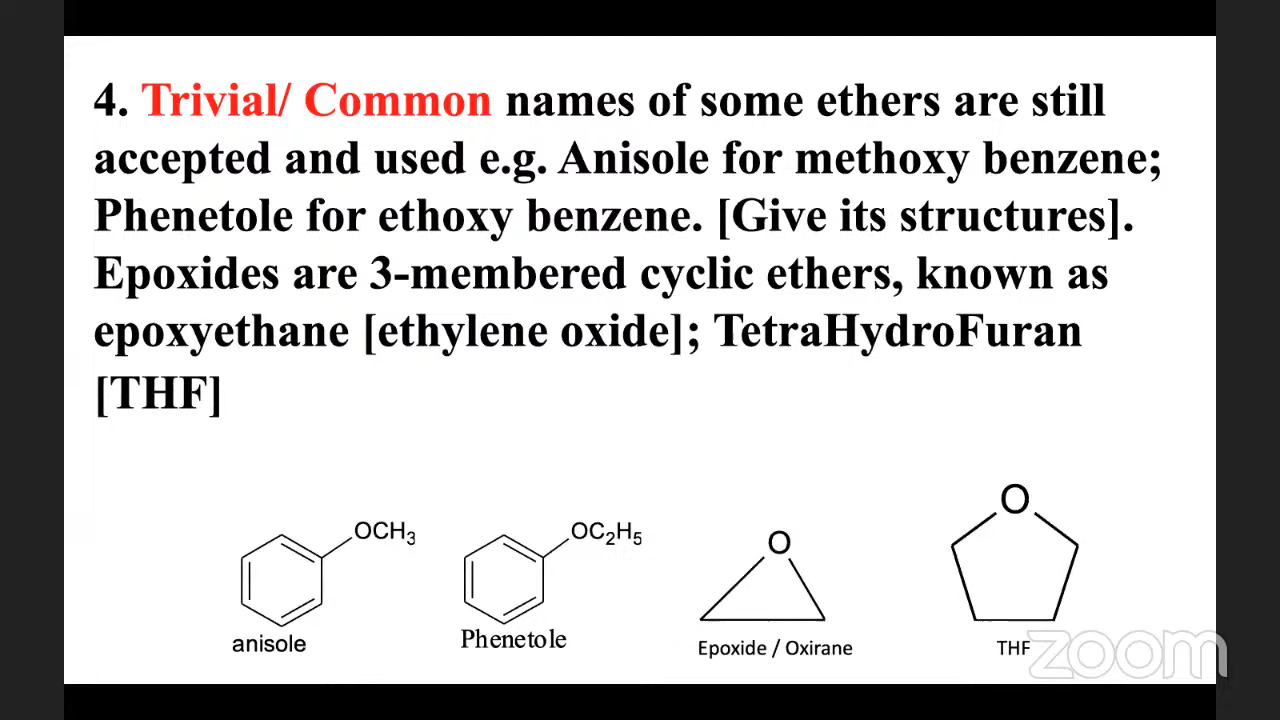 4. Trivial/ Common names of some ethers are still
accepted and used e.g. Anisole for methoxy benzene;
Phenetole for ethoxy benzene. [Give its structures].
Epoxides are 3-membered cyclic ethers, known as
epoxyethane [ethylene oxide]; TetraHydroFuran
[THF]
OCH₃
OC₂H₅
O
O
anisole
Phenetole
Epoxide / Oxirane
THF
zoom